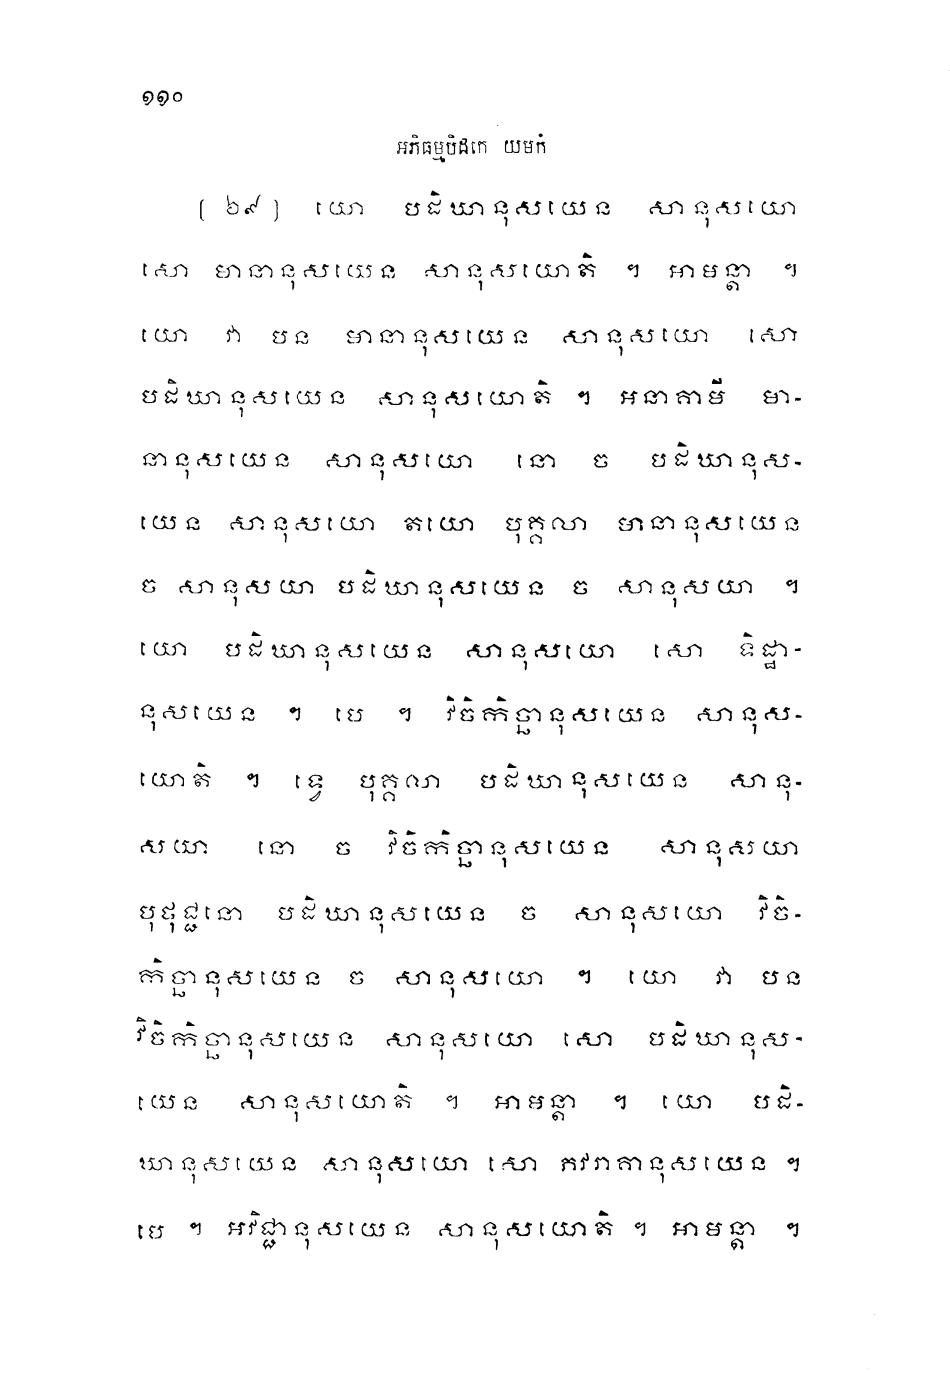 ១១០
អភិធម្មបិដកេ យមកំ
[ ៦៩ ] យោ បដិឃានុសយេន សានុសយោ
សោ មានានុសយេន សានុសយោតិ ។ អាមន្តា ។
យោ វា បន មានានុសយេន សានុសយោ សោ
បដិឃានុសយេន សានុសយោតិ ។ អនាគាមី មា-
នានុសយេន សានុសយោ នោ ច បដិឃានុស-
យេន សានុសយោ តយោ បុគ្គលា មានានុសយេន
ច សានុសយា បដិឃានុសយេន ច សានុសយា ។
យោ បដិឃានុសយេន សានុសយោ សោ ទិដ្ឋា-
នុសយេន ។ បេ ។ វិចិកិច្ឆានុសយេន សានុស-
យោតិ ។ ទ្វេ បុគ្គលា បដិឃានុសយេន សានុ-
សយា នោ ច វិចិកិច្ឆានុសយេន សានុសយា
បុថុជ្ជនោ បដិឃានុសយេន ច សានុសយោ វិចិ-
កិច្ឆានុសយេន ច សានុសយោ ។ យោ វា បន
វិចិកិច្ឆានុសយេន សានុសយោ សោ បដិឃានុស-
យេន សានុសយោតិ ។ អាមន្តា ។ យោ បដិ-
ឃានុសយេន សានុសយោ សោ ភវរាគានុសយេន ។
បេ ។ អវិជ្ជានុសយេន សានុសយោតិ ។ អាមន្តា ។